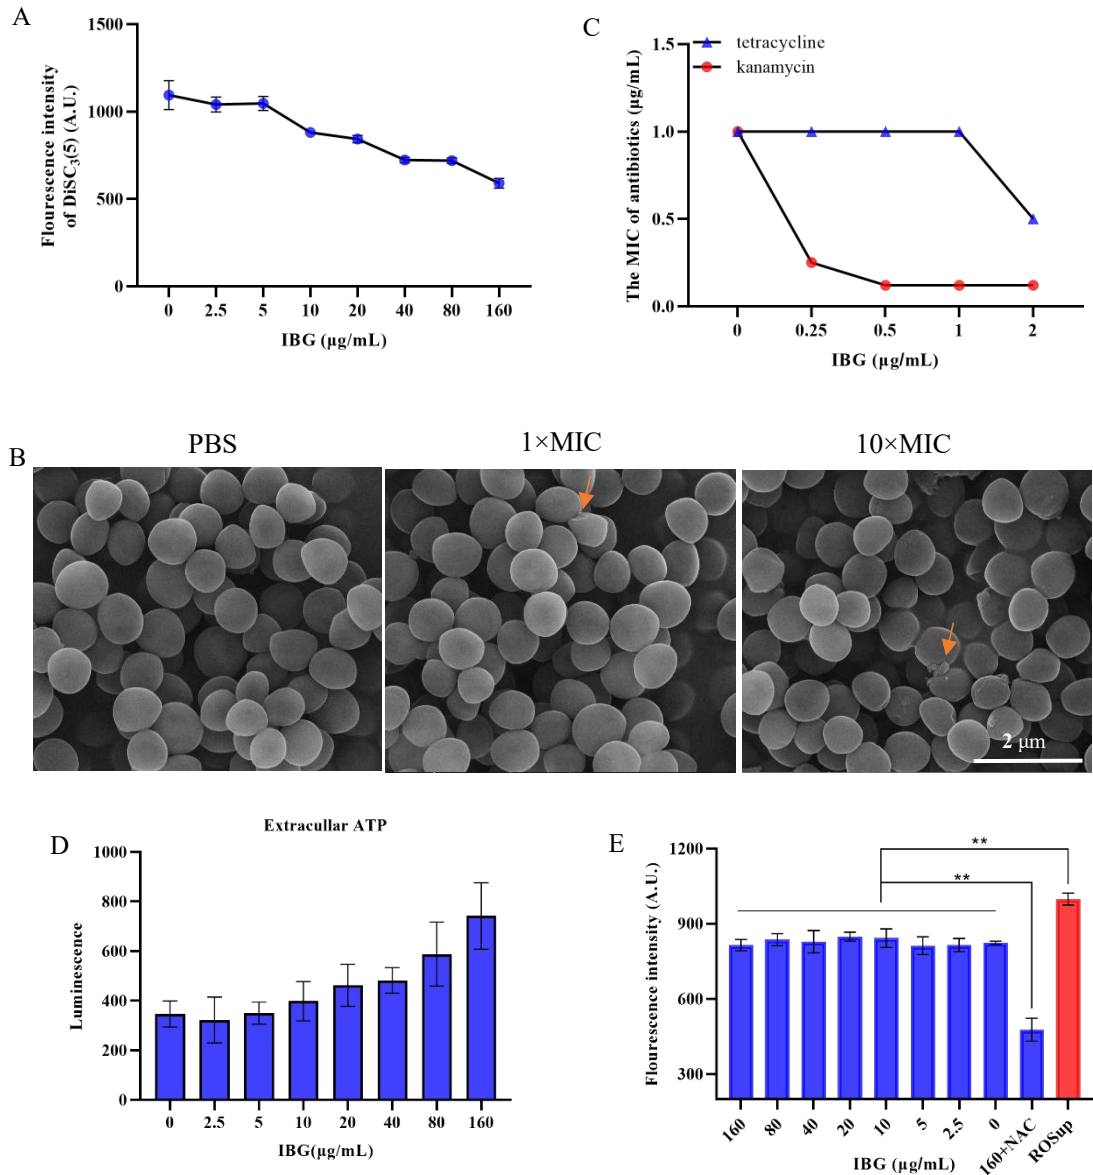 A
1500
1000
500
0
Flourescence intensity
of DiSC₃(5) (A.U.)
0 2.5 5 10 20 40 80 160
IBG (μg/mL)
C
tetracycline
kanamycin
1.5
1.0
0.5
0.0
The MIC of antibiotics (μg/mL)
0 0.25 0.5 1 2
IBG (μg/mL)
B
PBS
1×MIC
10×MIC
2 μm
D
Extracullar ATP
1000
800
600
400
200
0
Luminescence
0 2.5 5 10 20 40 80 160
IBG(μg/mL)
E
1200
900
600
300
Flourescence intensity (A.U.)
**
**
160 80 40 20 10 5 2.5 0 160+NAC ROSup
IBG (μg/mL)